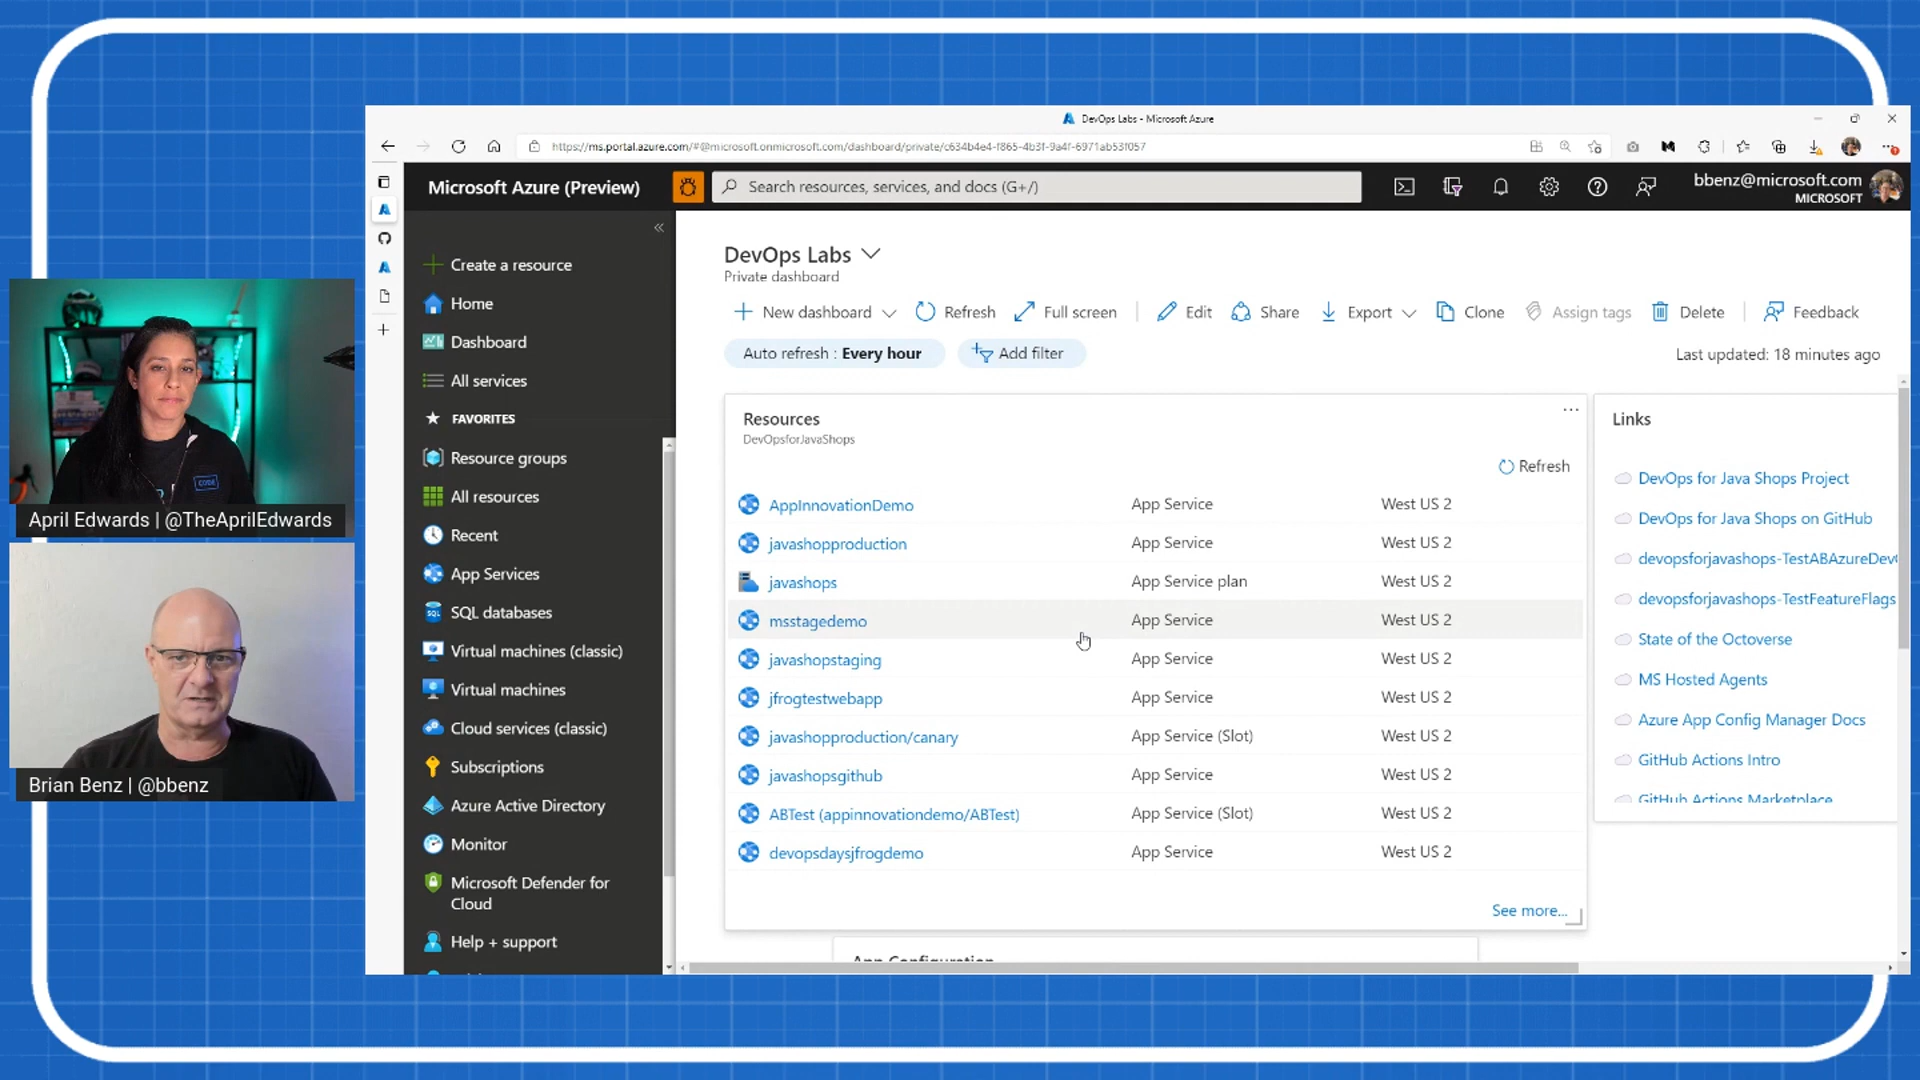 DevOps Labs - Microsoft Azure
https://ms.portal.azure.com/#@microsoft.onmicrosoft.com/dashboard/private/c634b4e4-f865-4b3f-9a4f-6971ab53f057
Microsoft Azure (Preview)
Search resources, services, and docs (G+/)
bbenz@microsoft.com
MICROSOFT
Create a resource
Home
Dashboard
All services
FAVORITES
Resource groups
All resources
Recent
App Services
SQL databases
Virtual machines (classic)
Virtual machines
Cloud services (classic)
Subscriptions
Azure Active Directory
Monitor
Microsoft Defender for
Cloud
Help + support
DevOps Labs
Private dashboard
New dashboard
Refresh
Full screen
Edit
Share
Export
Clone
Assign tags
Delete
Feedback
Auto refresh : Every hour
Add filter
Last updated: 18 minutes ago
Resources
DevOpsforJavaShops
Refresh
AppInnovationDemo App Service West US 2
javashopproduction App Service West US 2
javashops App Service plan West US 2
msstagedemo App Service West US 2
javashopstaging App Service West US 2
jfrogtestwebapp App Service West US 2
javashopproduction/canary App Service (Slot) West US 2
javashopsgithub App Service West US 2
ABTest (appinnovationdemo/ABTest) App Service (Slot) West US 2
devopsdaysjfrogdemo App Service West US 2
See more...
App Configuration
Links
DevOps for Java Shops Project
DevOps for Java Shops on GitHub
devopsforjavashops-TestABAzureDev
devopsforjavashops-TestFeatureFlags
State of the Octoverse
MS Hosted Agents
Azure App Config Manager Docs
GitHub Actions Intro
GitHub Actions Marketplace
CODE
April Edwards | @TheAprilEdwards
Brian Benz | @bbenz